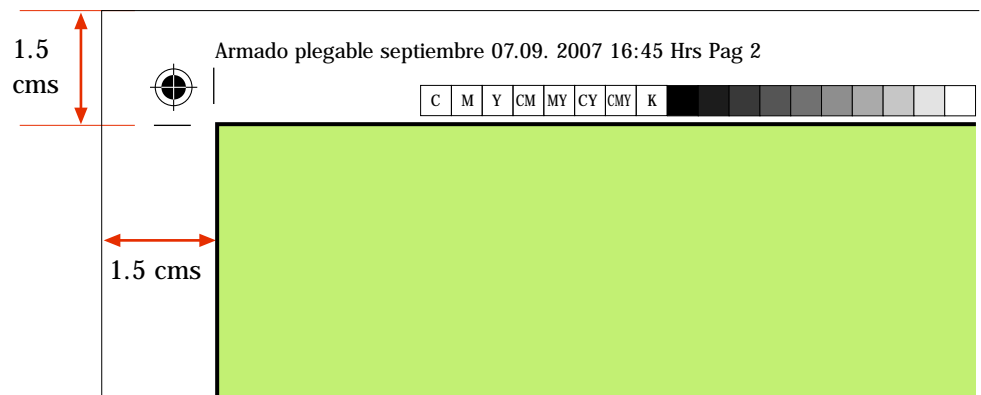 1.5
cms
Armado plegable septiembre 07.09. 2007 16:45 Hrs Pag 2
C M Y CM MY CY CMY K
1.5 cms